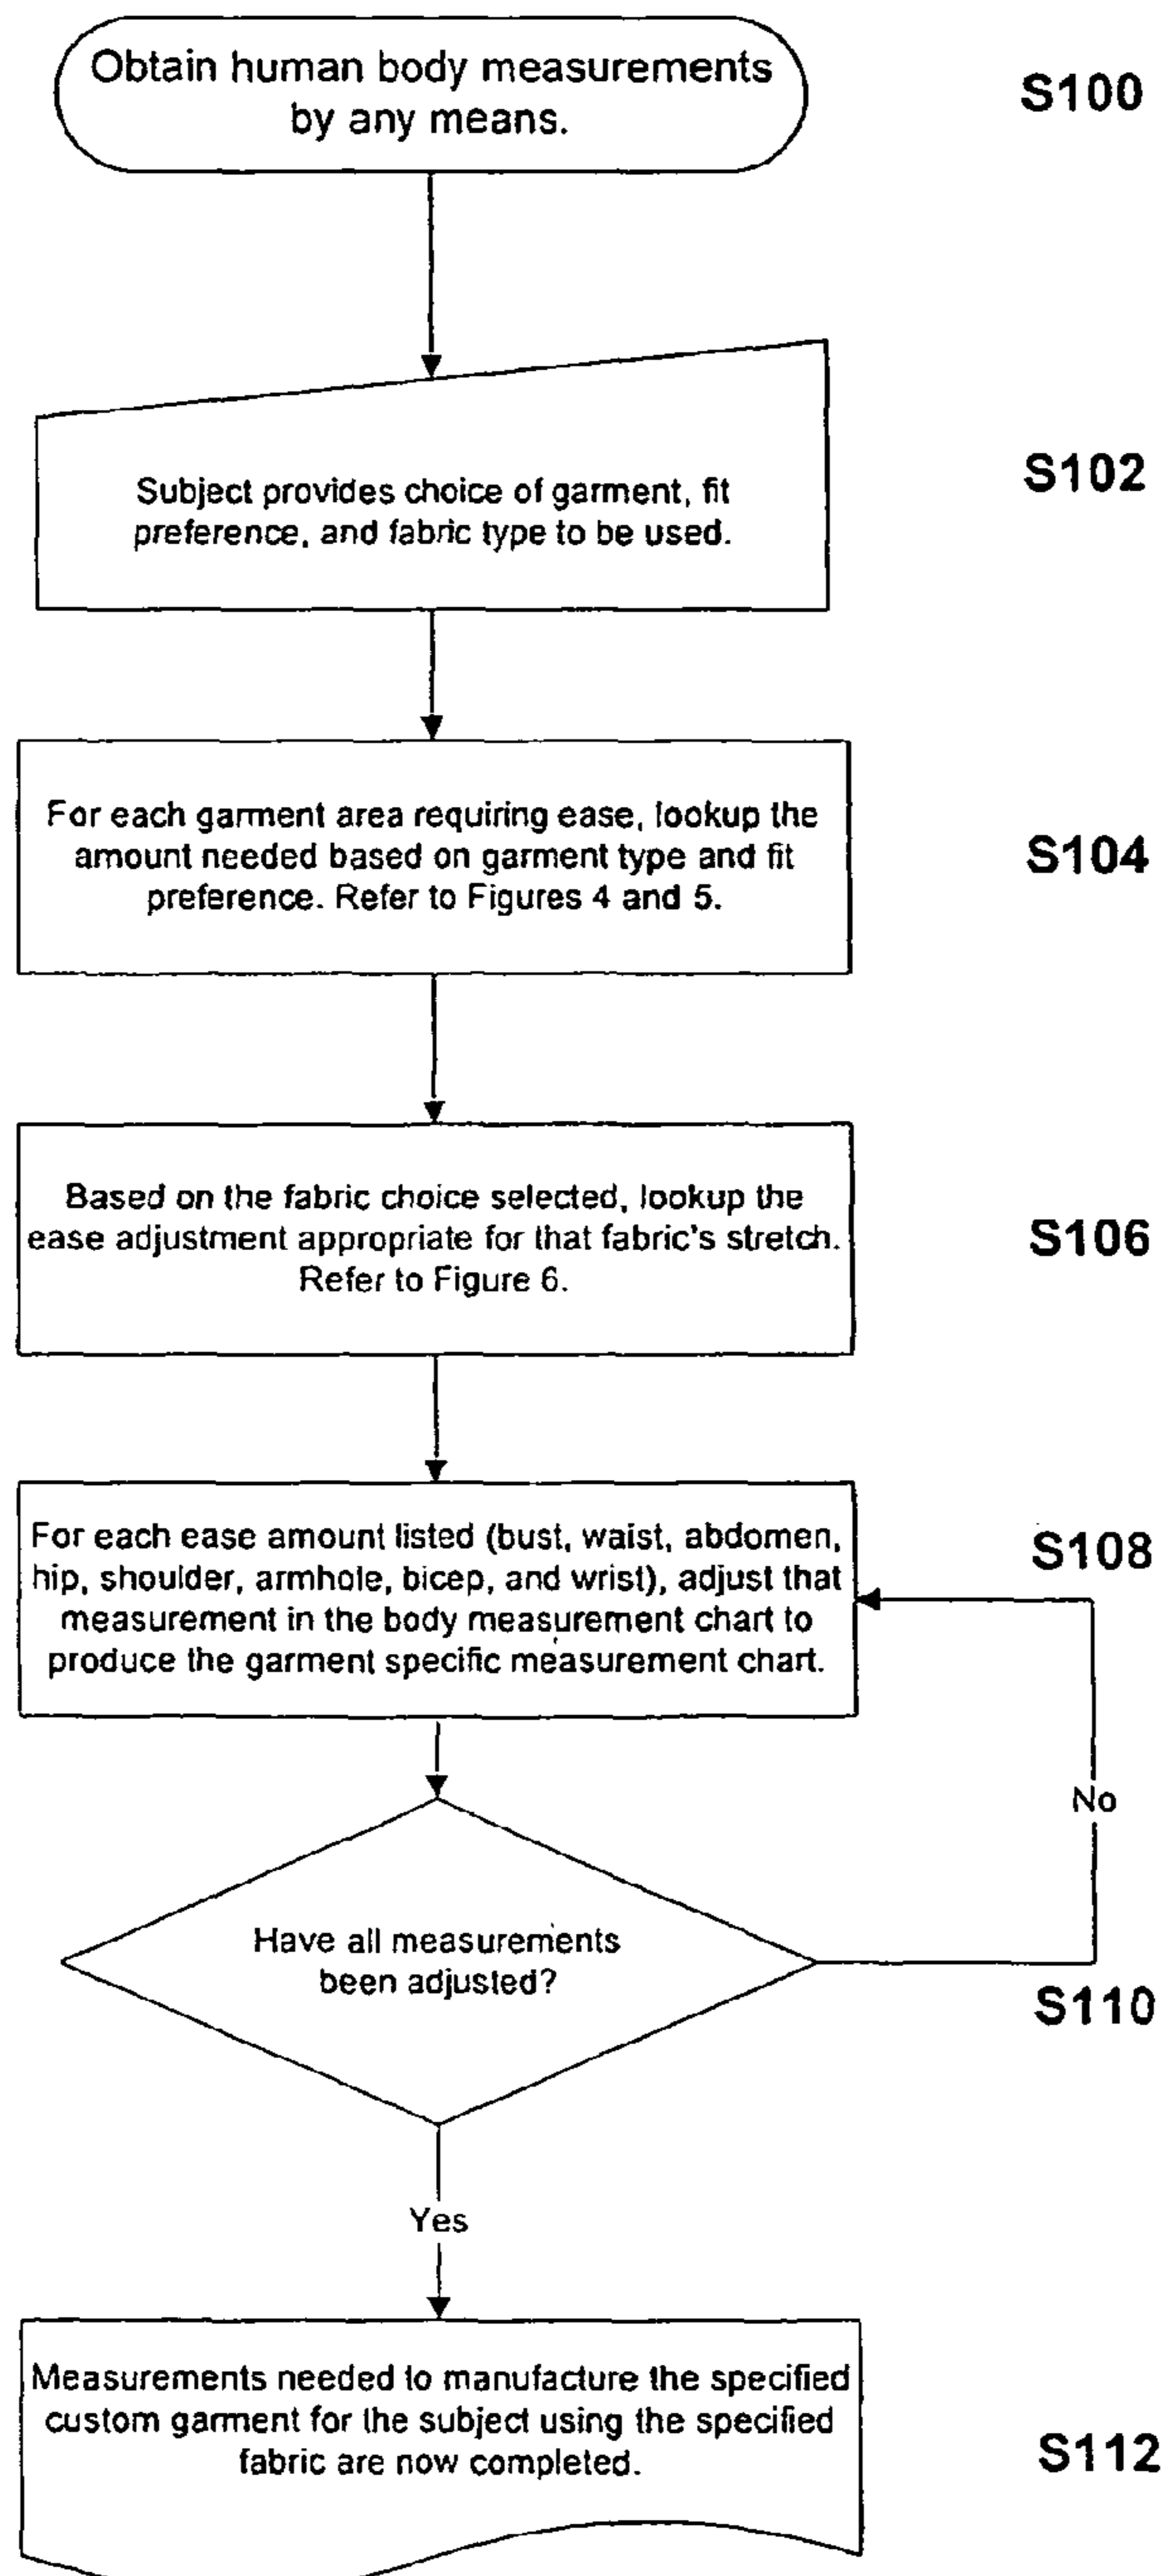 Obtain human body measurements
by any means.
S100
Subject provides choice of garment, fit
preference, and fabric type to be used.
S102
For each garment area requiring ease, lookup the
amount needed based on garment type and fit
preference. Refer to Figures 4 and 5.
S104
Based on the fabric choice selected, lookup the
ease adjustment appropriate for that fabric's stretch.
Refer to Figure 6.
S106
For each ease amount listed (bust, waist, abdomen,
hip, shoulder, armhole, bicep, and wrist), adjust that
measurement in the body measurement chart to
produce the garment specific measurement chart.
S108
No
Have all measurements
been adjusted?
S110
Yes
Measurements needed to manufacture the specified
custom garment for the subject using the specified
fabric are now completed.
S112